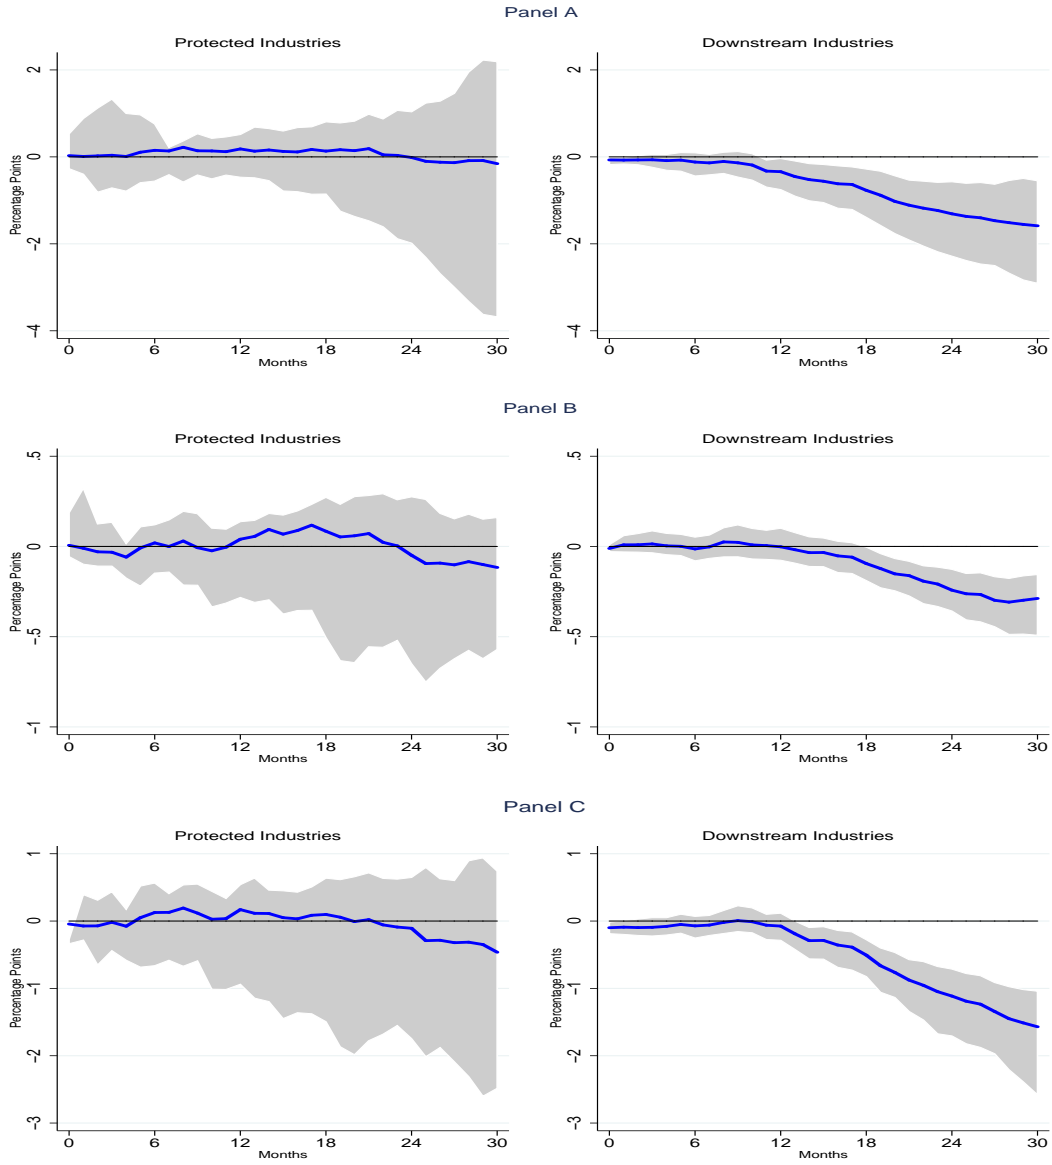 Panel A
Protected Industries
Downstream Industries
Percentage Points
2
0
-2
-4
0 6 12 18 24 30
Months
Percentage Points
2
0
-2
-4
0 6 12 18 24 30
Months
Panel B
Protected Industries
Downstream Industries
Percentage Points
.5
0
-.5
-1
0 6 12 18 24 30
Months
Percentage Points
.5
0
-.5
-1
0 6 12 18 24 30
Months
Panel C
Protected Industries
Downstream Industries
Percentage Points
1
0
-1
-2
-3
0 6 12 18 24 30
Months
Percentage Points
1
0
-1
-2
-3
0 6 12 18 24 30
Months